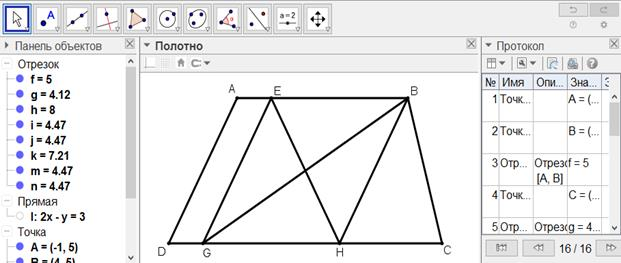 a=2
Панель объектов
Отрезок
f = 5
g = 4.12
h = 8
i = 4.47
j = 4.47
k = 7.21
m = 4.47
n = 4.47
Прямая
l: 2x - y = 3
Точка
A = (-1, 5)
B = (4, 5)
Полотно
A E B
D G H C
Протокол
№ Имя Опи... Зна...
1 Точк... A = (...
2 Точк... B = (...
3 Отр... Отрезо f = 5
[A, B]
4 Точк... C = (...
5 Отр... Отрезо g = 4...
16 / 16